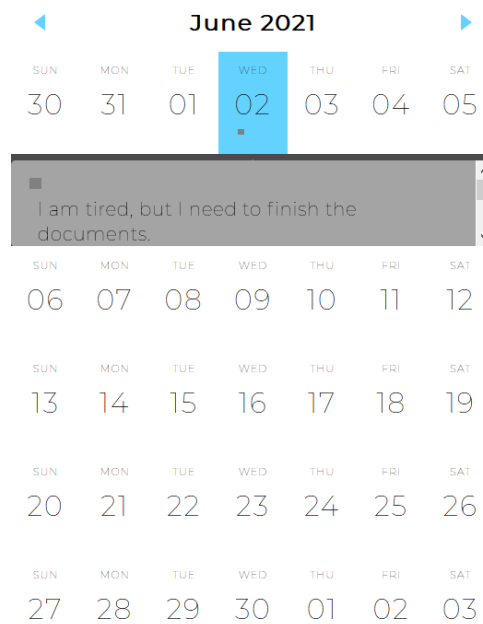 June 2021
SUN MON TUE WED THU FRI SAT
30 31 01 02 03 04 05
I am tired, but I need to finish the
documents.
SUN MON TUE WED THU FRI SAT
06 07 08 09 10 11 12
SUN MON TUE WED THU FRI SAT
13 14 15 16 17 18 19
SUN MON TUE WED THU FRI SAT
20 21 22 23 24 25 26
SUN MON TUE WED THU FRI SAT
27 28 29 30 01 02 03